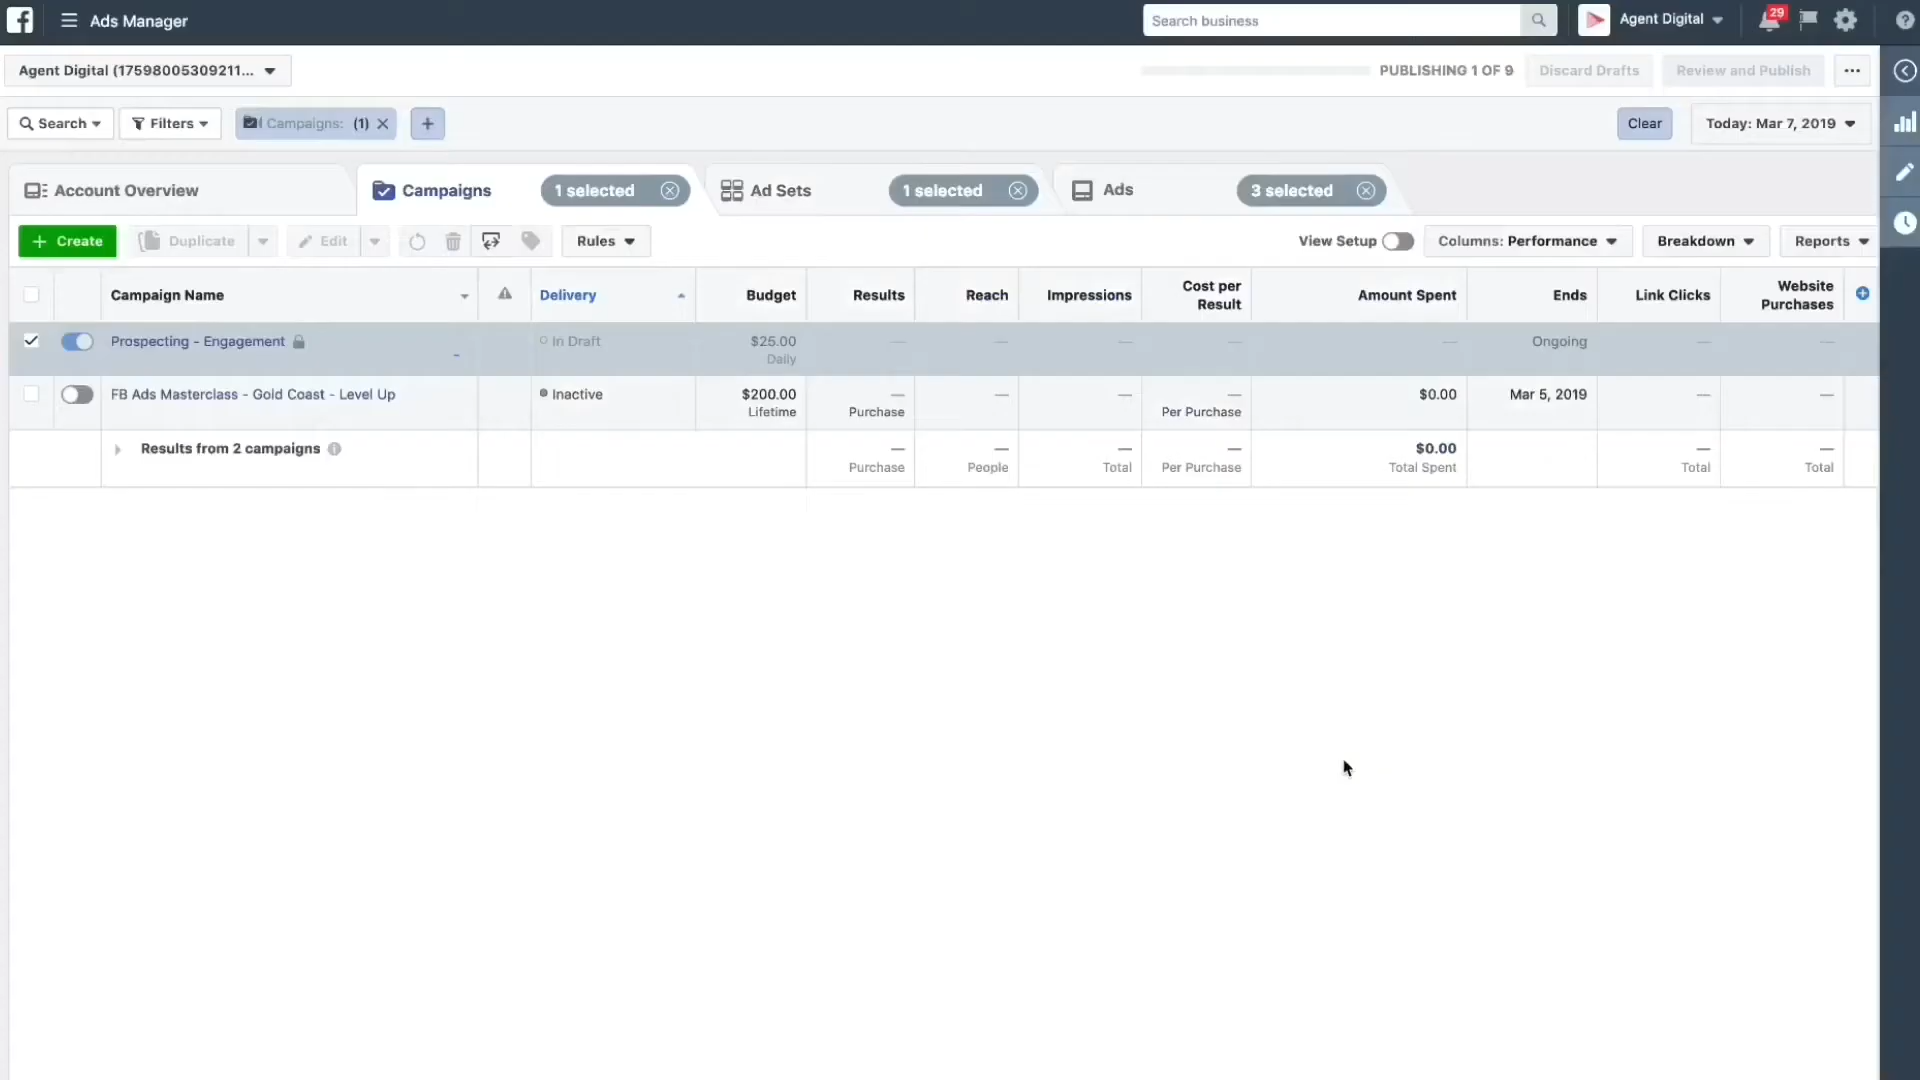 Ads Manager
Search business
Agent Digital
29
Agent Digital (17598005309211...
PUBLISHING 1 OF 9
Discard Drafts
Review and Publish
Search
Filters
Campaigns: (1)
Clear
Today: Mar 7, 2019
Account Overview
Campaigns
1 selected
Ad Sets
1 selected
Ads
3 selected
+ Create
Duplicate
Edit
Rules
View Setup
Columns: Performance
Breakdown
Reports
Campaign Name
Delivery
Budget
Results
Reach
Impressions
Cost per
Result
Amount Spent
Ends
Link Clicks
Website
Purchases
Prospecting - Engagement
In Draft
$25.00
Daily
—
—
—
—
—
Ongoing
—
—
FB Ads Masterclass - Gold Coast - Level Up
Inactive
$200.00
Lifetime
—
Purchase
—
—
—
Per Purchase
$0.00
Mar 5, 2019
—
—
Results from 2 campaigns
—
Purchase
—
People
—
Total
—
Per Purchase
$0.00
Total Spent
—
Total
—
Total